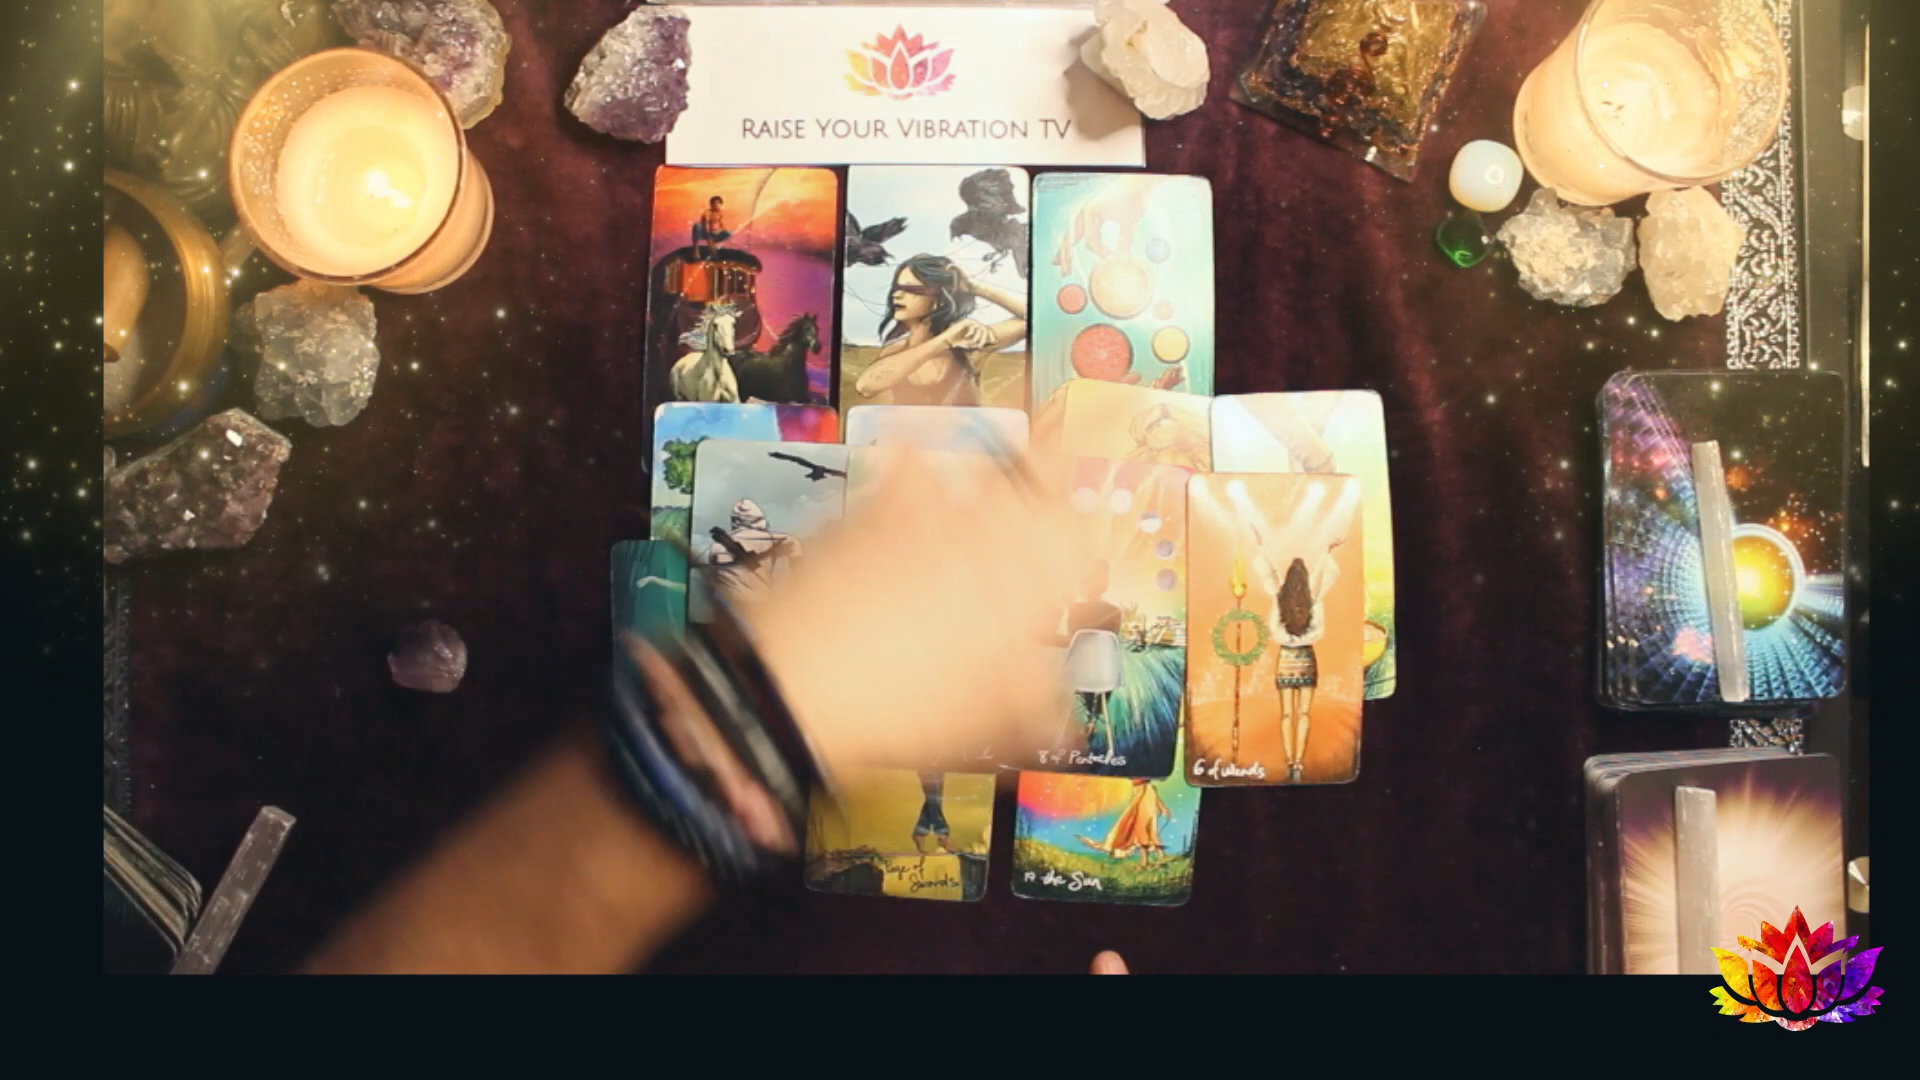 RAISE YOUR VIBRATION TV
8 of Pentacles
6 of Wands
Page of
Swords
19 the Sun